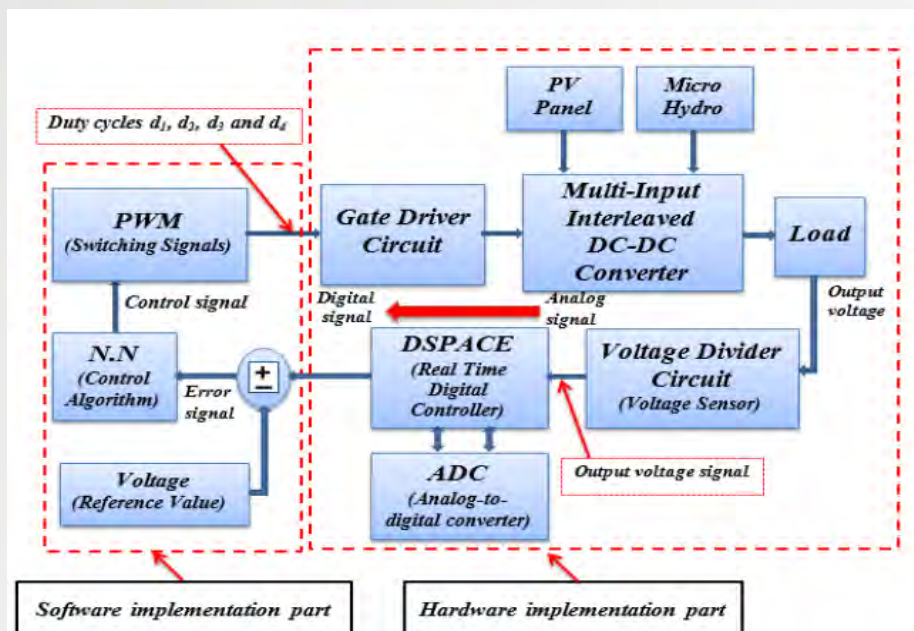 PV
Panel
Micro
Hydro
Duty cycles d1, d2, d3 and d4
PWM
(Switching Signals)
Gate Driver
Circuit
Multi-Input
Interleaved
DC-DC
Converter
Load
Control signal
Digital
signal
Analog
signal
Output
voltage
N.N
(Control
Algorithm)
Error
signal
±
DSPACE
(Real Time
Digital
Controller)
Voltage Divider
Circuit
(Voltage Sensor)
Voltage
(Reference Value)
ADC
(Analog-to-
digital converter)
Output voltage signal
Software implementation part
Hardware implementation part